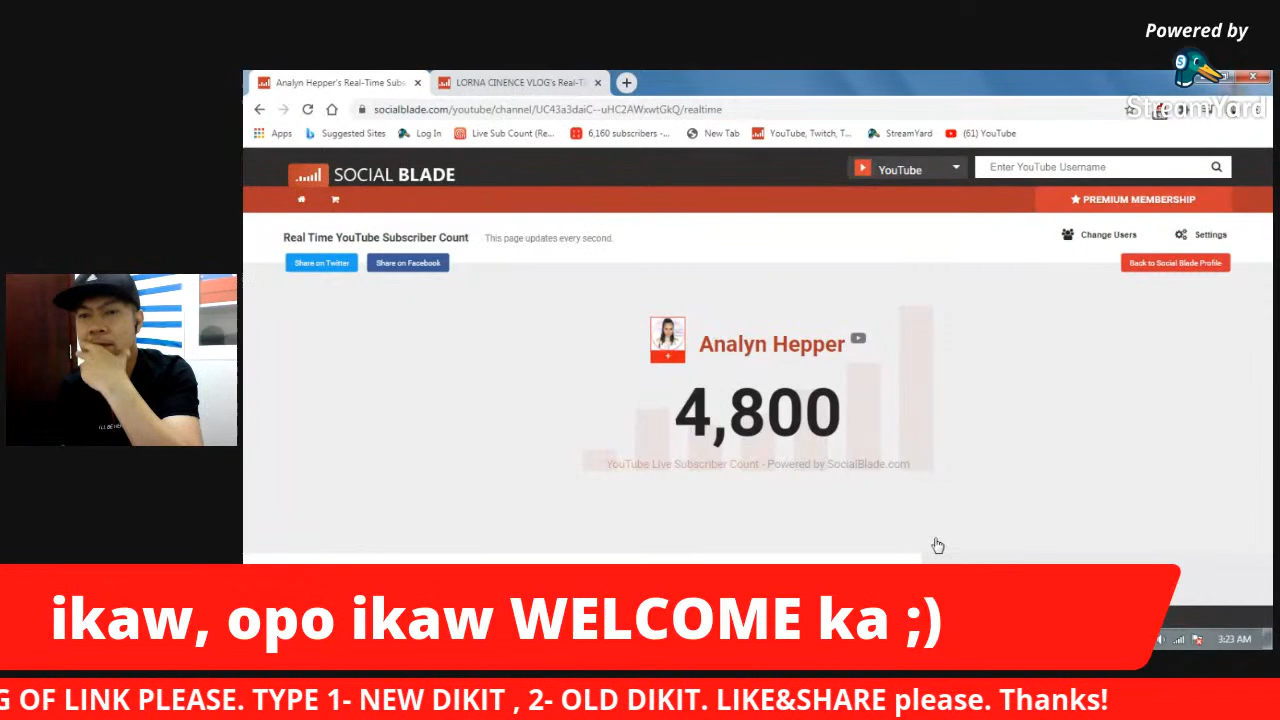 Powered by
StreamYard
Analyn Hepper's Real-Time Subs
LORNA CINENCE VLOG's Real-Ti
socialblade.com/youtube/channel/UC43a3daiC--uHC2AWxwtGkQ/realtime
Apps
Suggested Sites
Log In
Live Sub Count (Re...
6,160 subscribers -...
New Tab
YouTube, Twitch, T...
StreamYard
(61) YouTube
SOCIAL BLADE
YouTube
Enter YouTube Username
PREMIUM MEMBERSHIP
Real Time YouTube Subscriber Count
This page updates every second.
Change Users
Settings
Share on Twitter
Share on Facebook
Back to Social Blade Profile
Analyn Hepper
4,800
YouTube Live Subscriber Count - Powered by SocialBlade.com
ikaw, opo ikaw WELCOME ka ;)
3:23 AM
G OF LINK PLEASE. TYPE 1- NEW DIKIT , 2- OLD DIKIT. LIKE&SHARE please. Thanks!